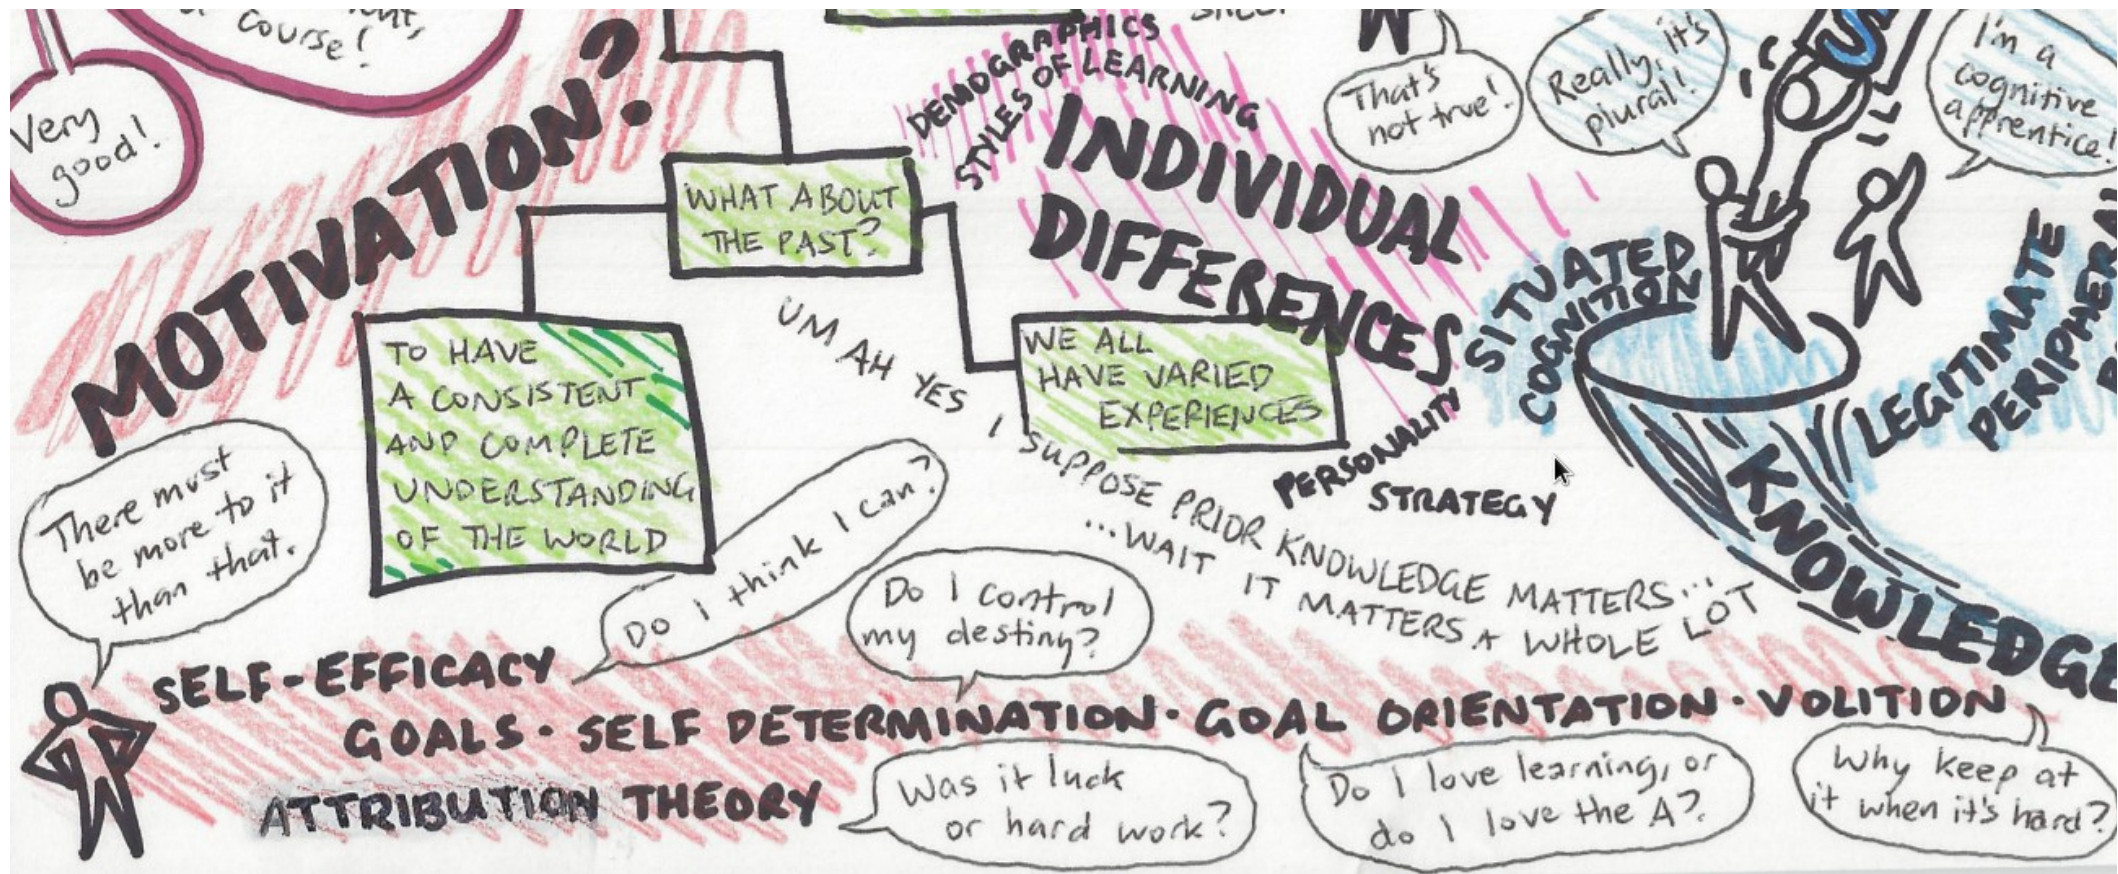 course!
Very
good!
MOTIVATION?
WHAT ABOUT
THE PAST?
TO HAVE
A CONSISTENT
AND COMPLETE
UNDERSTANDING
OF THE WORLD
DEMOGRAPHICS
STYLES OF LEARNING
INDIVIDUAL
DIFFERENCES
WE ALL
HAVE VARIED
EXPERIENCES
PERSONALITY
STRATEGY
UM AH YES I SUPPOSE PRIOR KNOWLEDGE MATTERS...
...WAIT IT MATTERS A WHOLE LOT
That's
not true!
Really, it's
plural!
I'm a
cognitive
apprentice!
SITUATED
COGNITION
LEGITIMATE
PERIPHERAL
KNOWLEDGE
There must
be more to it
than that.
Do I think I can?
Do I control
my destiny?
SELF-EFFICACY
GOALS · SELF DETERMINATION · GOAL ORIENTATION · VOLITION
ATTRIBUTION THEORY
Was it luck
or hard work?
Do I love learning, or
do I love the A?
Why keep at
it when it's hard?